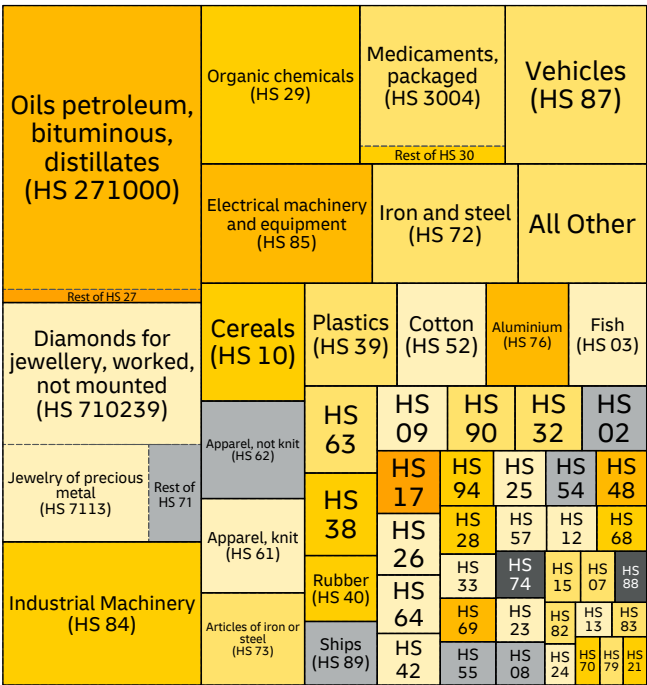 Oils petroleum,
bituminous,
distillates
(HS 271000)
Rest of HS 27
Organic chemicals
(HS 29)
Medicaments,
packaged
(HS 3004)
Rest of HS 30
Vehicles
(HS 87)
Electrical machinery
and equipment
(HS 85)
Iron and steel
(HS 72)
All Other
Diamonds for
jewellery, worked,
not mounted
(HS 710239)
Jewelry of precious
metal
(HS 7113)
Rest of
HS 71
Industrial Machinery
(HS 84)
Cereals
(HS 10)
Plastics
(HS 39)
Cotton
(HS 52)
Aluminium
(HS 76)
Fish
(HS 03)
Apparel, not knit
(HS 62)
Apparel, knit
(HS 61)
Articles of iron or
steel
(HS 73)
HS
63
HS
38
Rubber
(HS 40)
Ships
(HS 89)
HS
09
HS
90
HS
32
HS
02
HS
17
HS
94
HS
25
HS
54
HS
48
HS
26
HS
28
HS
57
HS
12
HS
68
HS
64
HS
33
HS
74
HS
15
HS
07
HS
88
HS
42
HS
69
HS
23
HS
82
HS
13
HS
83
HS
55
HS
08
HS
24
HS
70
HS
79
HS
21